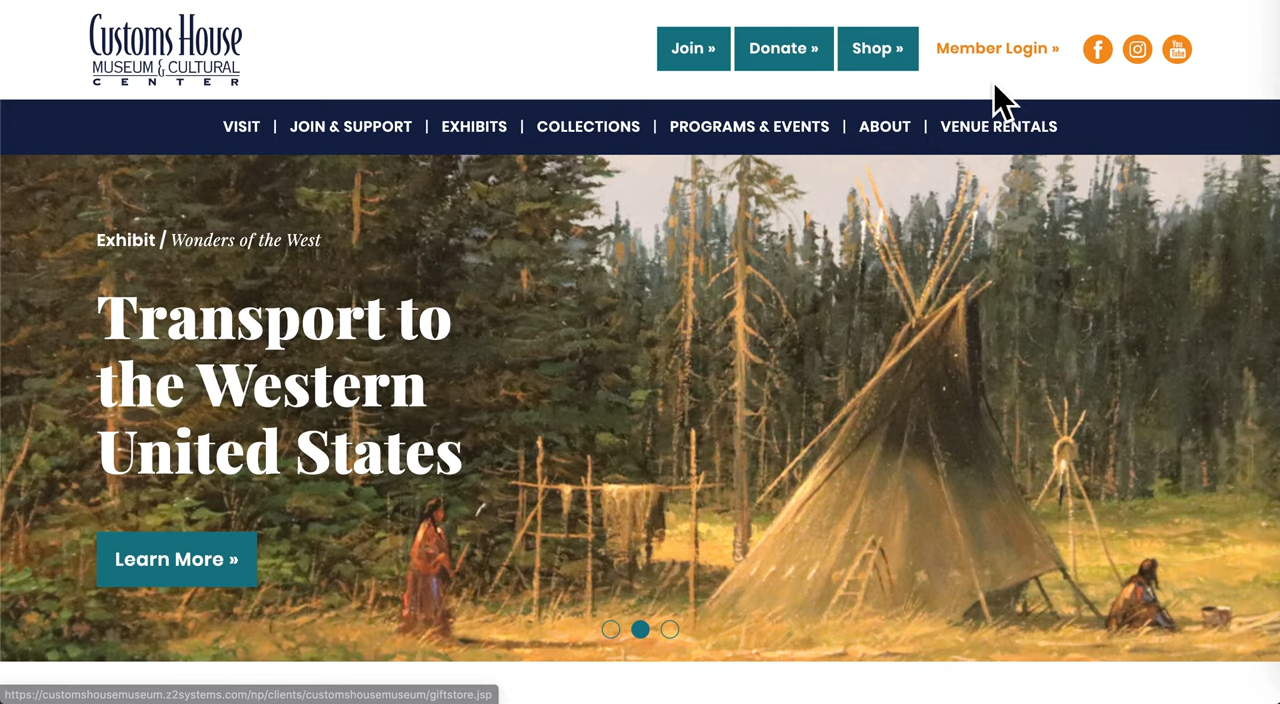 Customs House
MUSEUM & CULTURAL
CENTER
Join »
Donate »
Shop »
Member Login »
You
Tube
VISIT | JOIN & SUPPORT | EXHIBITS | COLLECTIONS | PROGRAMS & EVENTS | ABOUT | VENUE RENTALS
Exhibit / Wonders of the West
Transport to
the Western
United States
Learn More »
https://customshousemuseum.z2systems.com/np/clients/customshousemuseum/giftstore.jsp